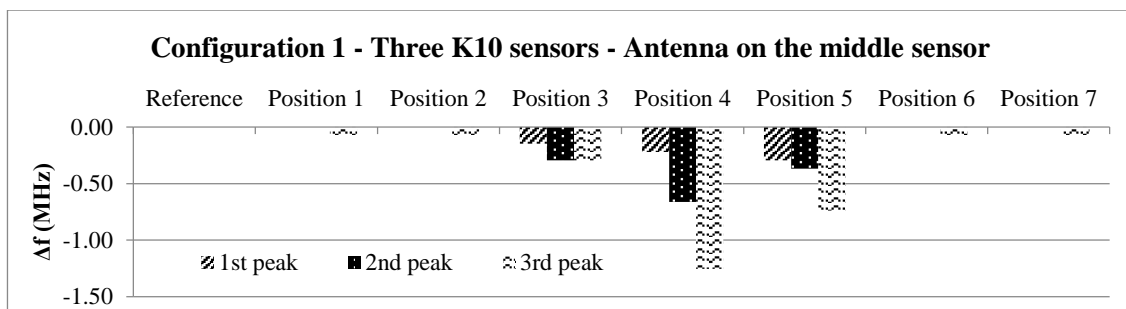 Configuration 1 - Three K10 sensors - Antenna on the middle sensor
Reference Position 1 Position 2 Position 3 Position 4 Position 5 Position 6 Position 7
0.00
-0.50
-1.00
-1.50
Δf (MHz)
1st peak 2nd peak 3rd peak